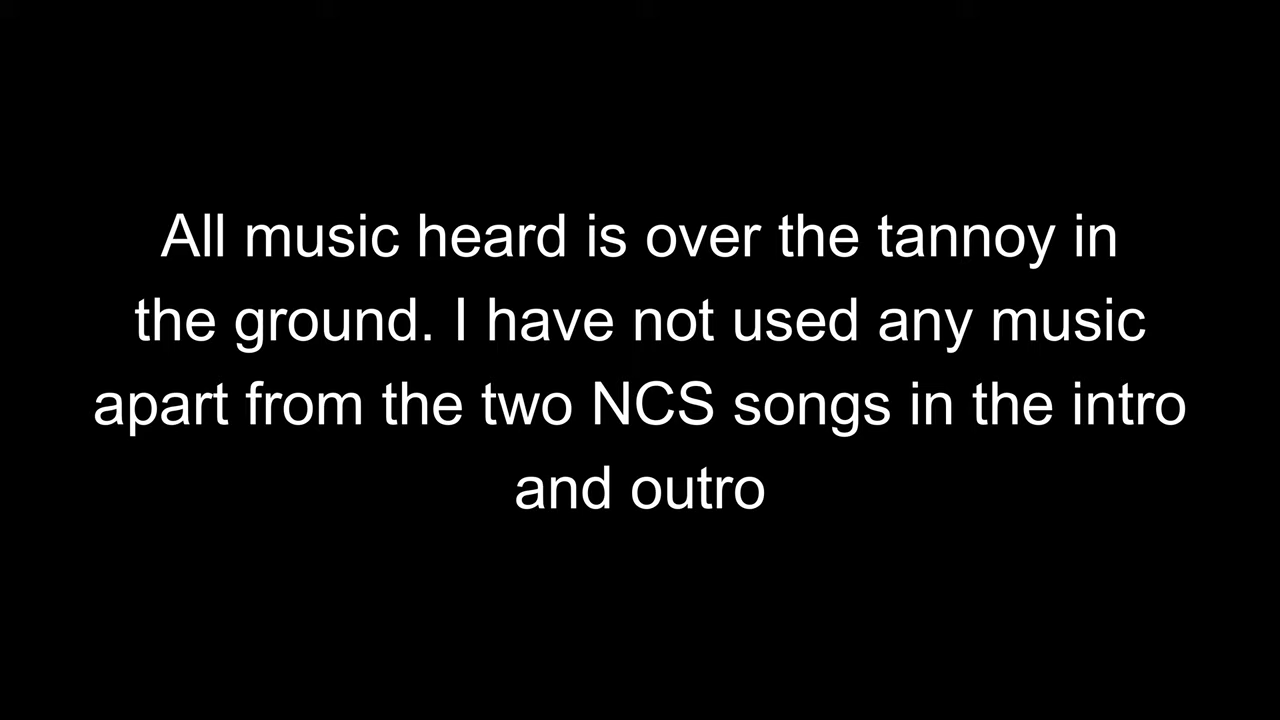 All music heard is over the tannoy in
the ground. I have not used any music
apart from the two NCS songs in the intro
and outro